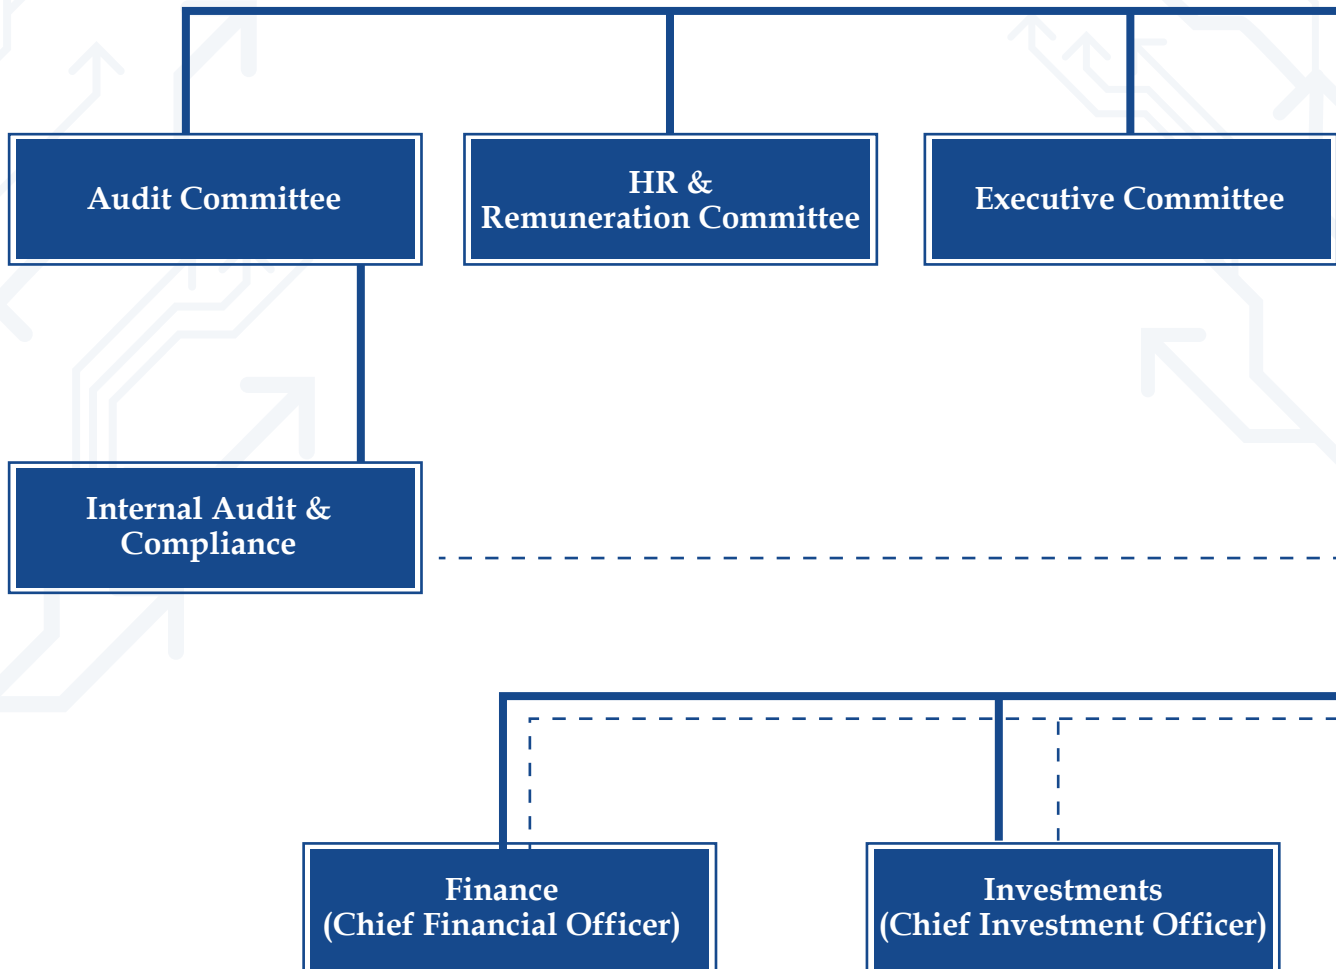 Audit Committee
HR &
Remuneration Committee
Executive Committee
Internal Audit &
Compliance
Finance
(Chief Financial Officer)
Investments
(Chief Investment Officer)